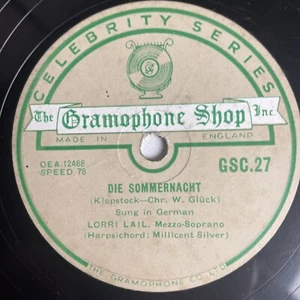 CELEBRITY SERIES
The Gramophone Shop Inc
MADE IN ENGLAND
OEA.12488
SPEED 78
GSC.27
DIE SOMMERNACHT
(Klopstock—Chr. W. Glück)
Sung in German
LORRI LAIL, Mezzo-Soprano
(Harpsichord: Millicent Silver)
THE GRAMOPHONE CO. LTD.